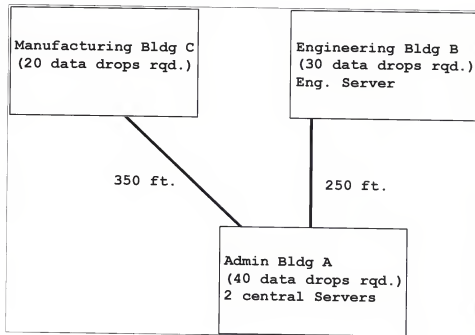 Manufacturing Bldg C
(20 data drops rqd.)
Engineering Bldg B
(30 data drops rqd.)
Eng. Server
350 ft.
250 ft.
Admin Bldg A
(40 data drops rqd.)
2 central Servers